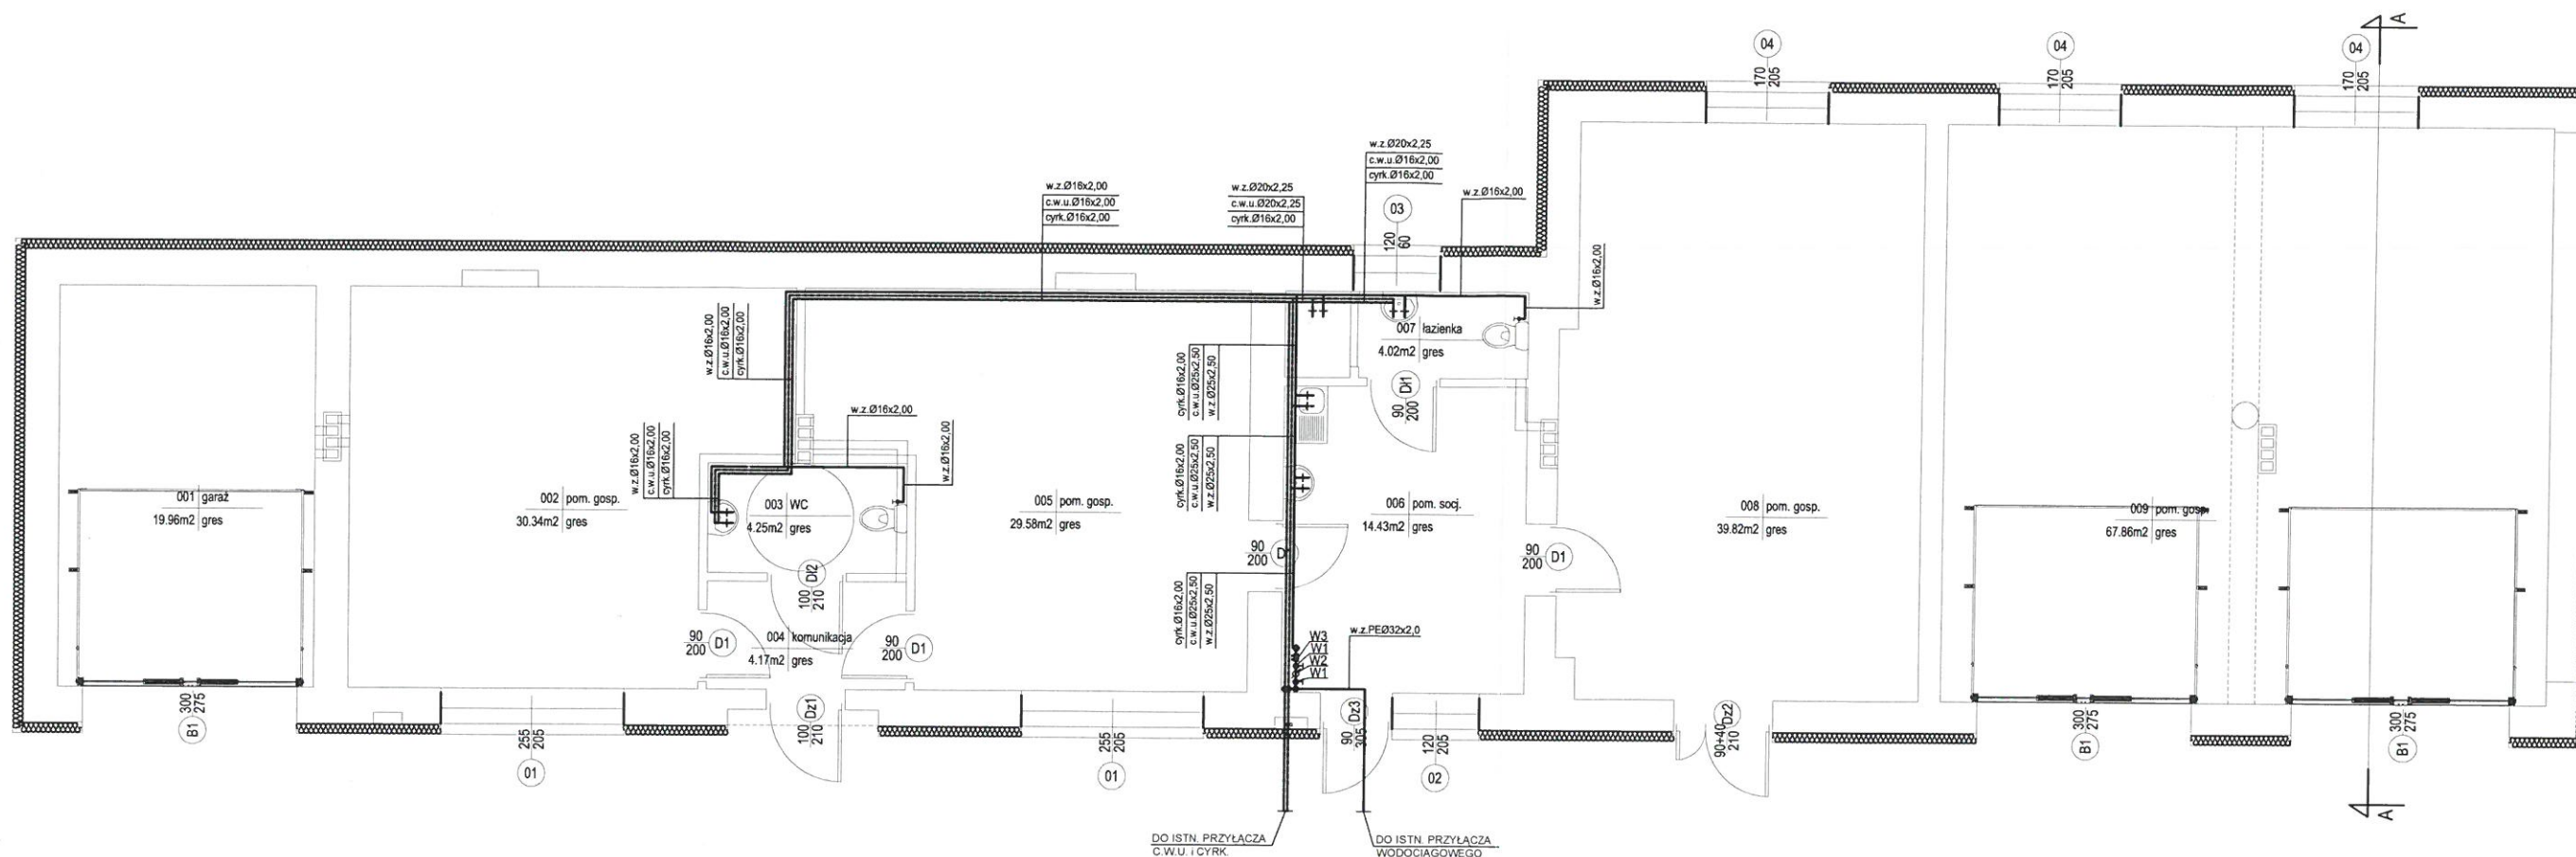 A
04
170
205
04
170
205
04
170
205
w.z.Ø20x2,25
c.w.u.Ø16x2,00
cyrk.Ø16x2,00
w.z.Ø16x2,00
c.w.u.Ø16x2,00
cyrk.Ø16x2,00
w.z.Ø20x2,25
c.w.u.Ø20x2,25
cyrk.Ø16x2,00
w.z.Ø16x2,00
03
120
60
w.z.Ø16x2,00
w.z.Ø16x2,00
c.w.u.Ø16x2,00
cyrk.Ø16x2,00
007 łazienka
4.02m2 gres
cyrk.Ø16x2,00
c.w.u.Ø25x2,50
w.z.Ø25x2,50
Dł1
90
200
w.z.Ø16x2,00
w.z.Ø16x2,00
w.z.Ø16x2,00
c.w.u.Ø16x2,00
cyrk.Ø16x2,00
cyrk.Ø16x2,00
c.w.u.Ø25x2,50
w.z.Ø25x2,50
001 garaż
19.96m2 gres
002 pom. gosp.
30.34m2 gres
003 WC
4.25m2 gres
005 pom. gosp.
29.58m2 gres
006 pom. socj.
14.43m2 gres
008 pom. gosp.
39.82m2 gres
009 pom. gosp.
67.86m2 gres
90
200
90
200
D1
Dł2
100
210
cyrk.Ø16x2,00
c.w.u.Ø25x2,50
w.z.Ø25x2,50
90
200
D1
004 komunikacja
4.17m2 gres
90
200
D1
W3
W1
W2
W1
w.z.PEØ32x2,0
300
275
B1
255
205
01
Dz1
100
210
255
205
01
Dz3
90
305
120
205
02
Dz2
90+40
210
300
275
B1
300
275
B1
A
DO ISTN. PRZYŁĄCZA
C.W.U. i CYRK.
DO ISTN. PRZYŁĄCZA
WODOCIĄGOWEGO